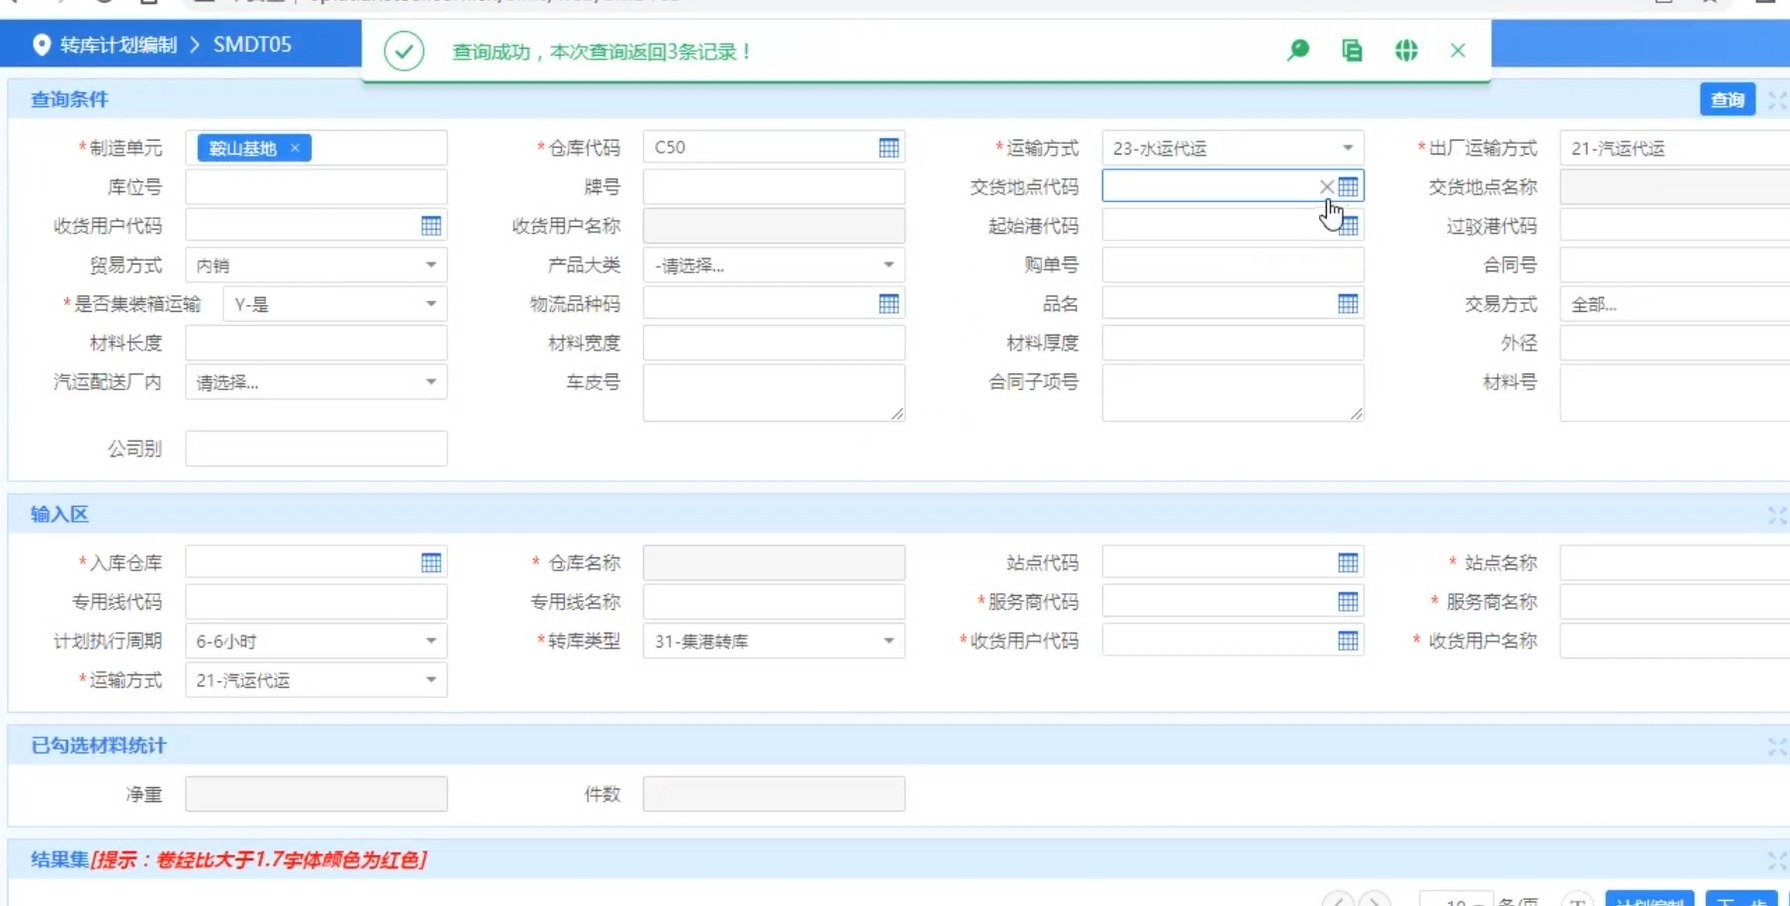 转库计划编制 > SMDT05
查询成功，本次查询返回3条记录！
查询条件
查询
*制造单元 鞍山基地 × *仓库代码 C50 *运输方式 23-水运代运 *出厂运输方式 21-汽运代运
库位号 牌号 交货地点代码 交货地点名称
收货用户代码 收货用户名称 起始港代码 过驳港代码
贸易方式 内销 产品大类 -请选择... 购单号 合同号
*是否集装箱运输 Y-是 物流品种码 品名 交易方式 全部...
材料长度 材料宽度 材料厚度 外径
汽运配送厂内 请选择... 车皮号 合同子项号 材料号
公司别
输入区
*入库仓库 * 仓库名称 站点代码 * 站点名称
专用线代码 专用线名称 *服务商代码 * 服务商名称
计划执行周期 6-6小时 *转库类型 31-集港转库 *收货用户代码 * 收货用户名称
*运输方式 21-汽运代运
已勾选材料统计
净重 件数
结果集[提示：卷经比大于1.7字体颜色为红色]